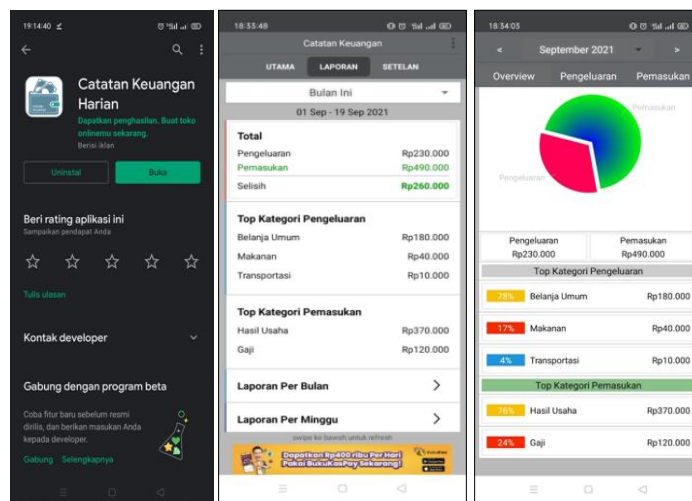 19:14:40
Catatan Keuangan
Harian
Dapatkan penghasilan. Buat toko
onlinemu sekarang.
Berisi iklan
Uninstal
Buka
Beri rating aplikasi ini
Sampaikan pendapat Anda
Tulis ulasan
Kontak developer
Gabung dengan program beta
Coba fitur baru sebelum resmi
dirilis, dan berikan masukan Anda
kepada developer.
Gabung Selengkapnya
18:33:48
Catatan Keuangan
UTAMA LAPORAN SETELAN
Bulan Ini
01 Sep - 19 Sep 2021
Total
Pengeluaran Rp230.000
Pemasukan Rp490.000
Selisih Rp260.000
Top Kategori Pengeluaran
Belanja Umum Rp180.000
Makanan Rp40.000
Transportasi Rp10.000
Top Kategori Pemasukan
Hasil Usaha Rp370.000
Gaji Rp120.000
Laporan Per Bulan >
Laporan Per Minggu >
swipe ke bawah untuk refresh
Dapatkan Rp400 ribu Per Hari
Pakai BukuKasPay Sekarang!
18:34:03
< September 2021 >
Overview Pengeluaran Pemasukan
Pemasukan
Pengeluaran
Pengeluaran Pemasukan
Rp230.000 Rp490.000
Top Kategori Pengeluaran
78% Belanja Umum Rp180.000
17% Makanan Rp40.000
4% Transportasi Rp10.000
Top Kategori Pemasukan
76% Hasil Usaha Rp370.000
24% Gaji Rp120.000